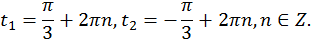 t₁ = π/3 + 2πn, t₂ = −π/3 + 2πn, n ∈ Z.